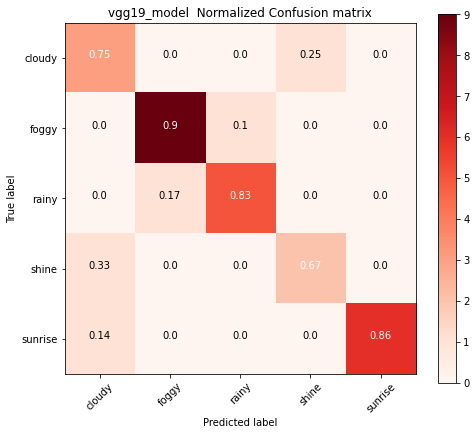 vgg19_model  Normalized Confusion matrix
cloudy 0.75 0.0 0.0 0.25 0.0
foggy 0.0 0.9 0.1 0.0 0.0
rainy 0.0 0.17 0.83 0.0 0.0
shine 0.33 0.0 0.0 0.67 0.0
sunrise 0.14 0.0 0.0 0.0 0.86
True label
cloudy foggy rainy shine sunrise
Predicted label
9
8
7
6
5
4
3
2
1
0